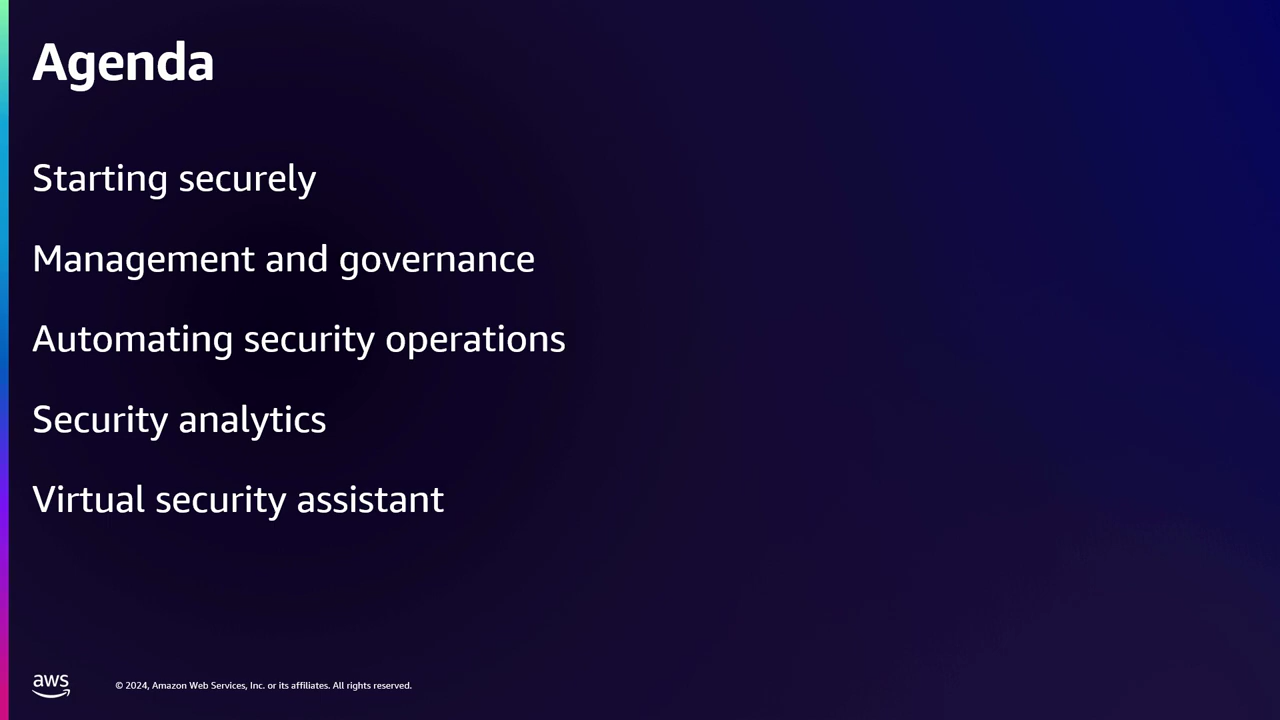 Agenda
Starting securely
Management and governance
Automating security operations
Security analytics
Virtual security assistant
aws
© 2024, Amazon Web Services, Inc. or its affiliates. All rights reserved.